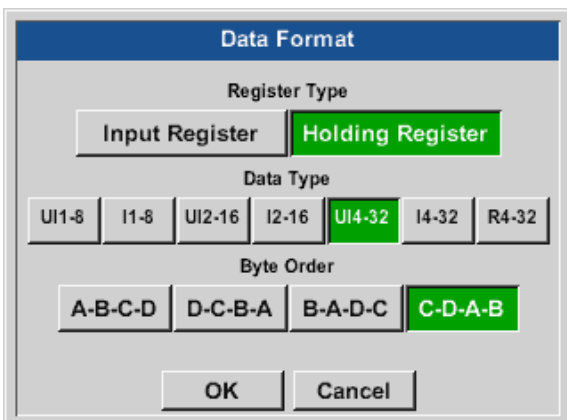 Data Format
Register Type
Input Register Holding Register
Data Type
UI1-8 I1-8 UI2-16 I2-16 UI4-32 I4-32 R4-32
Byte Order
A-B-C-D D-C-B-A B-A-D-C C-D-A-B
OK Cancel